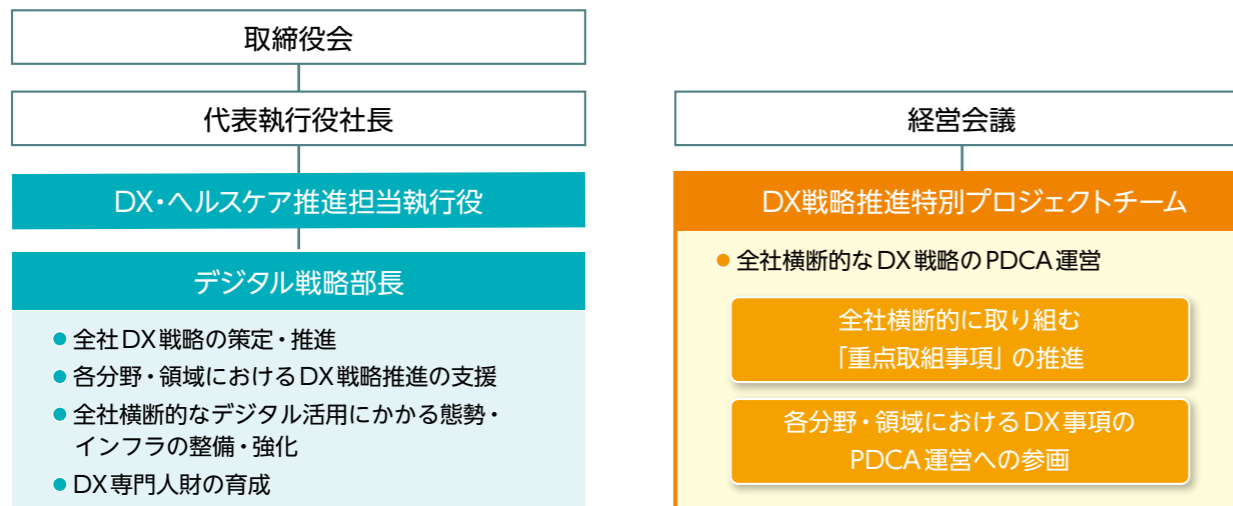 取締役会
代表執行役社長
DX・ヘルスケア推進担当執行役
デジタル戦略部長
● 全社DX戦略の策定・推進
● 各分野・領域におけるDX戦略推進の支援
● 全社横断的なデジタル活用にかかる態勢・
インフラの整備・強化
● DX専門人財の育成
経営会議
DX戦略推進特別プロジェクトチーム
● 全社横断的なDX戦略のPDCA運営
全社横断的に取り組む
「重点取組事項」の推進
各分野・領域におけるDX事項の
PDCA運営への参画